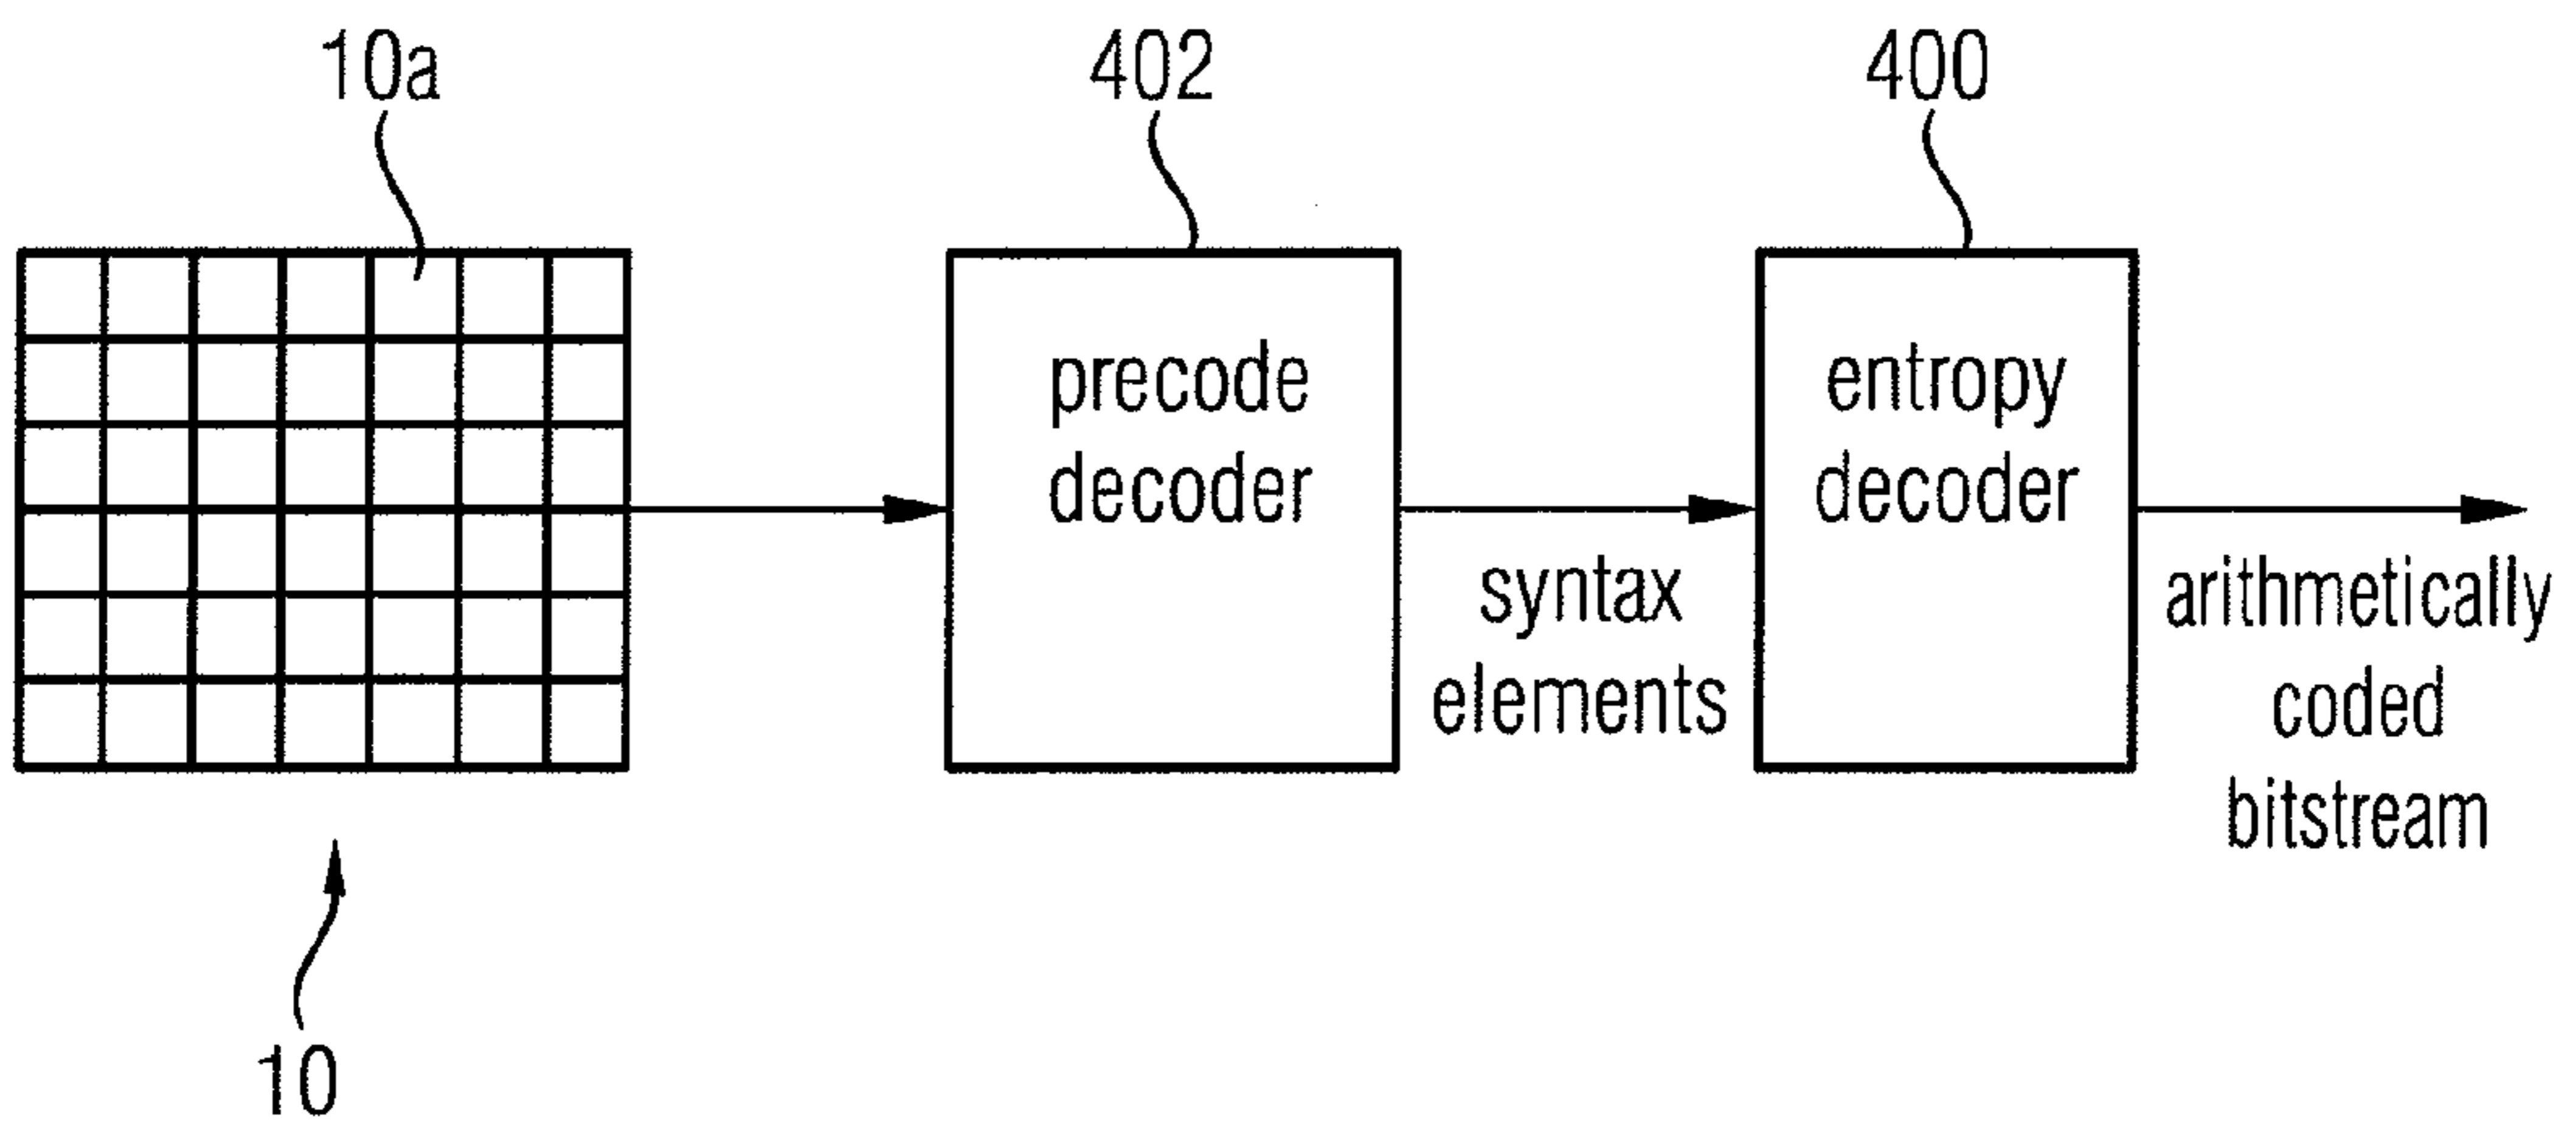 10a
402
400
precode
decoder
entropy
decoder
syntax
elements
arithmetically
coded
bitstream
10